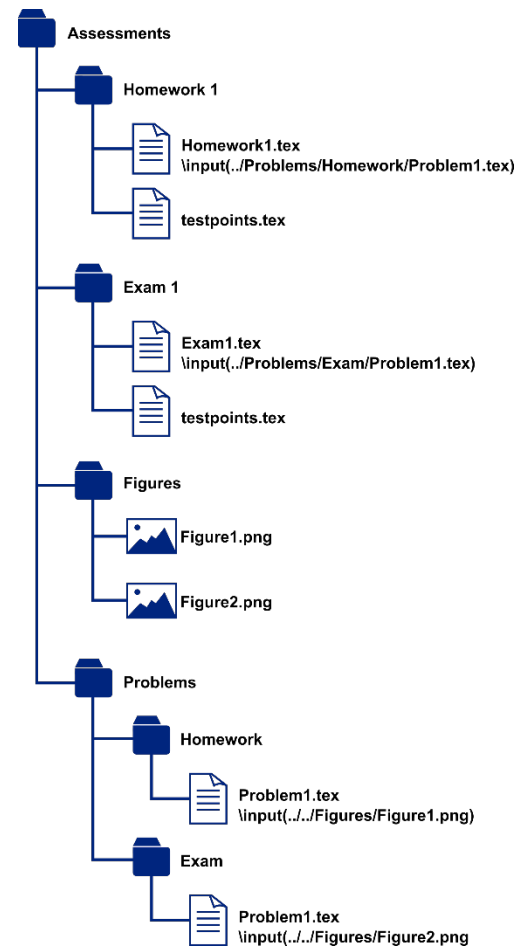 Assessments
Homework 1
Homework1.tex
\input(../Problems/Homework/Problem1.tex)
testpoints.tex
Exam 1
Exam1.tex
\input(../Problems/Exam/Problem1.tex)
testpoints.tex
Figures
Figure1.png
Figure2.png
Problems
Homework
Problem1.tex
\input(../../Figures/Figure1.png)
Exam
Problem1.tex
\input(../../Figures/Figure2.png